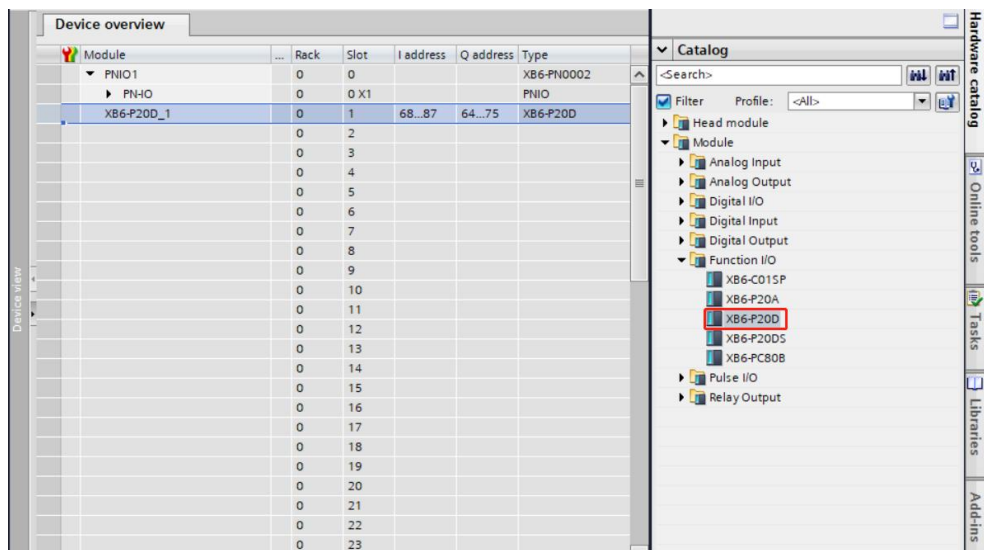 Device overview
Module ... Rack Slot I address Q address Type
PNIO1 0 0 XB6-PN0002
PN-IO 0 0 X1 PNIO
XB6-P20D_1 0 1 68...87 64...75 XB6-P20D
0 2
0 3
0 4
0 5
0 6
0 7
0 8
0 9
0 10
0 11
0 12
0 13
0 14
0 15
0 16
0 17
0 18
0 19
0 20
0 21
0 22
0 23
Device view
Catalog
<Search>
Filter Profile: <All>
Head module
Module
Analog Input
Analog Output
Digital I/O
Digital Input
Digital Output
Function I/O
XB6-C01SP
XB6-P20A
XB6-P20D
XB6-P20DS
XB6-PC80B
Pulse I/O
Relay Output
Hardware catalog
Online tools
Tasks
Libraries
Add-ins